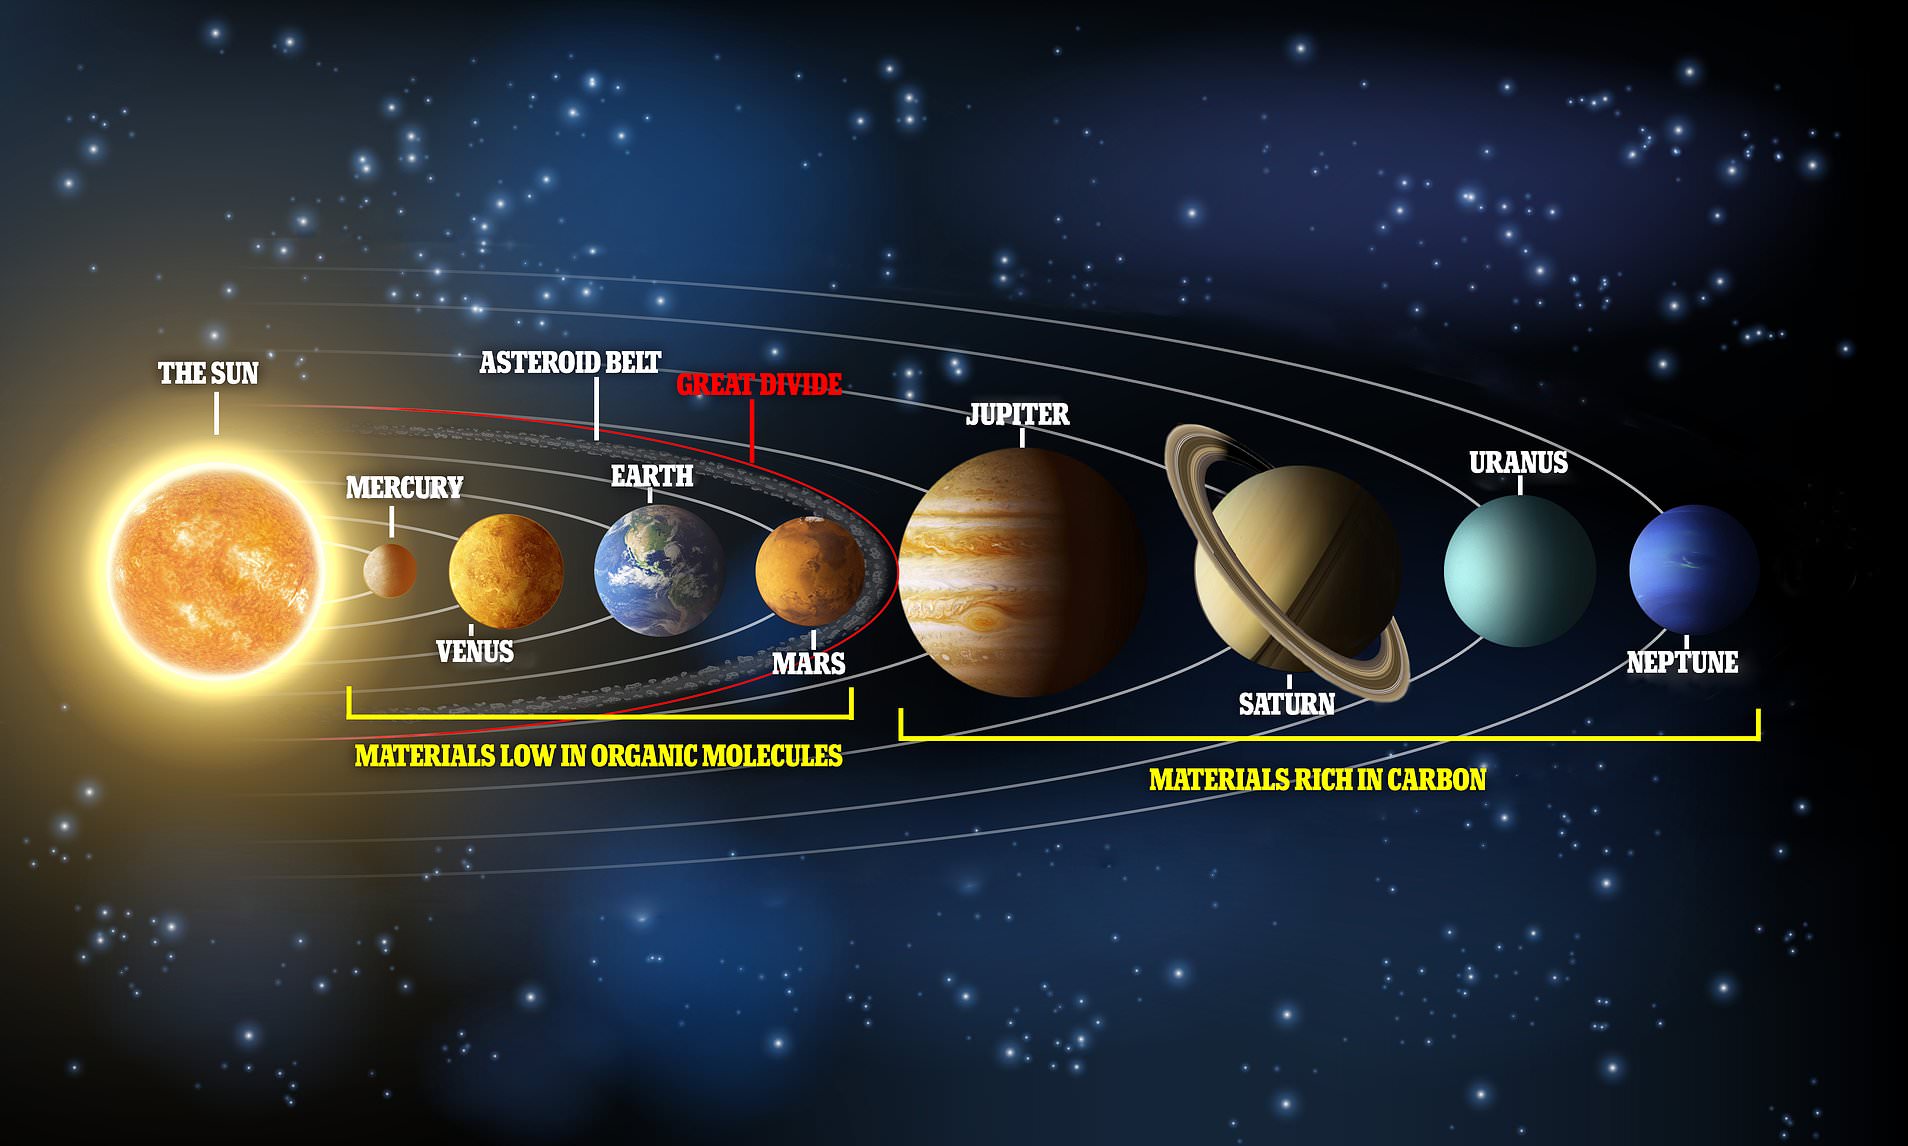 THE SUN
ASTEROID BELT
GREAT DIVIDE
JUPITER
MERCURY
EARTH
URANUS
VENUS
MARS
SATURN
NEPTUNE
MATERIALS LOW IN ORGANIC MOLECULES
MATERIALS RICH IN CARBON